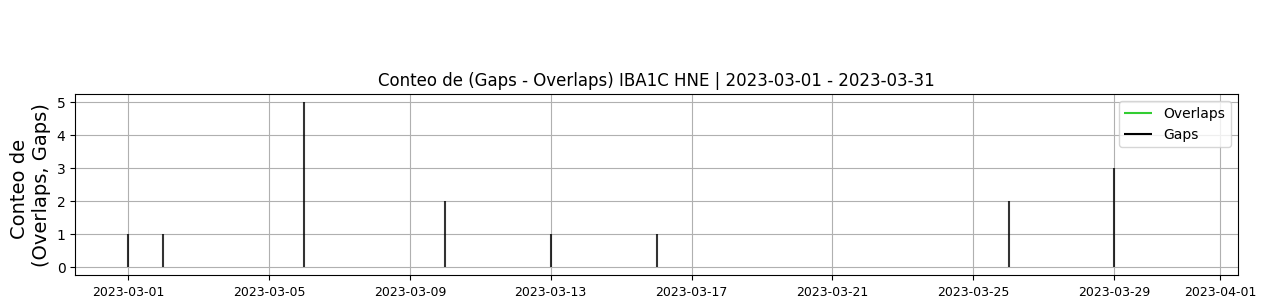 Conteo de (Gaps - Overlaps) IBA1C HNE | 2023-03-01 - 2023-03-31
Conteo de
(Overlaps, Gaps)
5
4
3
2
1
0
Overlaps
Gaps
2023-03-01 2023-03-05 2023-03-09 2023-03-13 2023-03-17 2023-03-21 2023-03-25 2023-03-29 2023-04-01